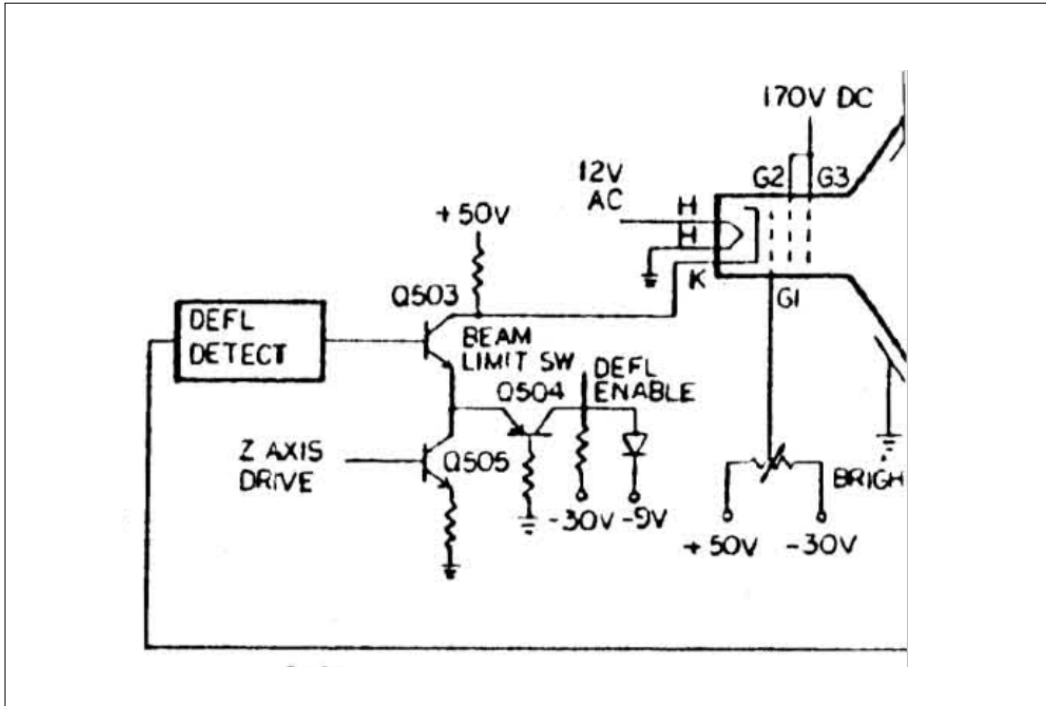 170V DC
12V
AC
G2
G3
H
H
+50V
K
G1
Q503
DEFL
DETECT
BEAM
LIMIT SW
Q504
DEFL
ENABLE
Z AXIS
DRIVE
Q505
-30V
-9V
BRIGH
+50V
-30V